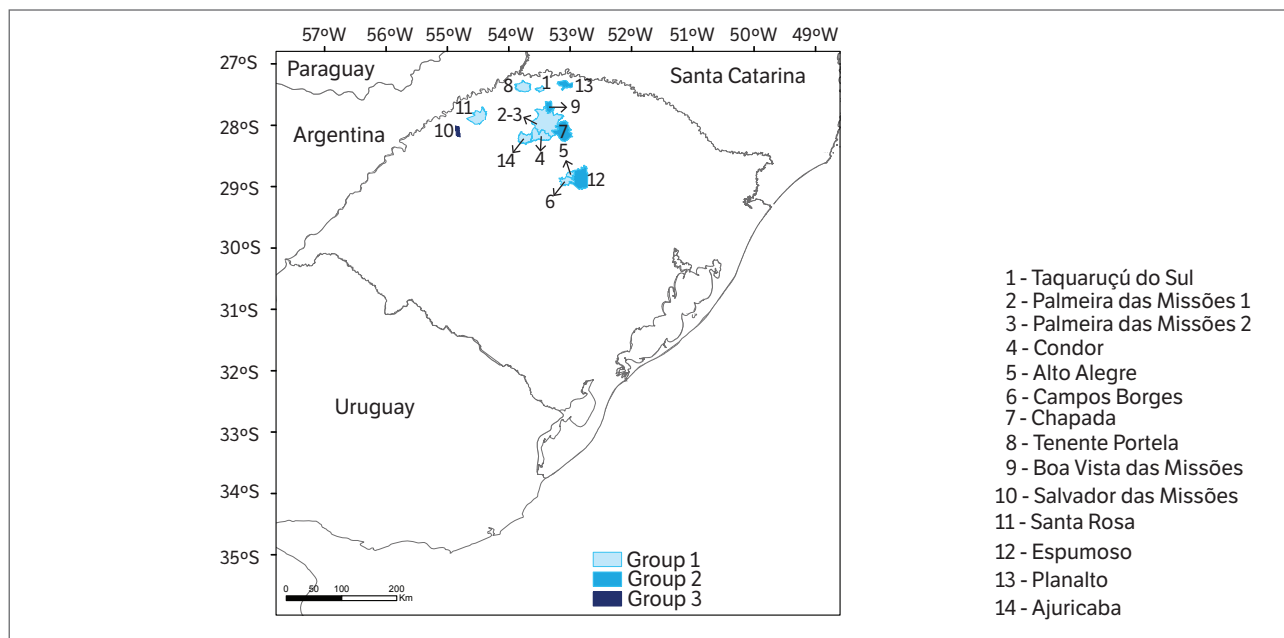 57ºW 56ºW 55ºW 54ºW 53ºW 52ºW 51ºW 50ºW 49ºW
27ºS
Paraguay
Santa Catarina
8
1
13
11
2-3
9
28ºS
Argentina
10
7
14
4
5
29ºS
12
6
30ºS
31ºS
32ºS
Uruguay
33ºS
34ºS
35ºS
Group 1
Group 2
Group 3
0 50 100 200
Km
1 - Taquaruçú do Sul
2 - Palmeira das Missões 1
3 - Palmeira das Missões 2
4 - Condor
5 - Alto Alegre
6 - Campos Borges
7 - Chapada
8 - Tenente Portela
9 - Boa Vista das Missões
10 - Salvador das Missões
11 - Santa Rosa
12 - Espumoso
13 - Planalto
14 - Ajuricaba